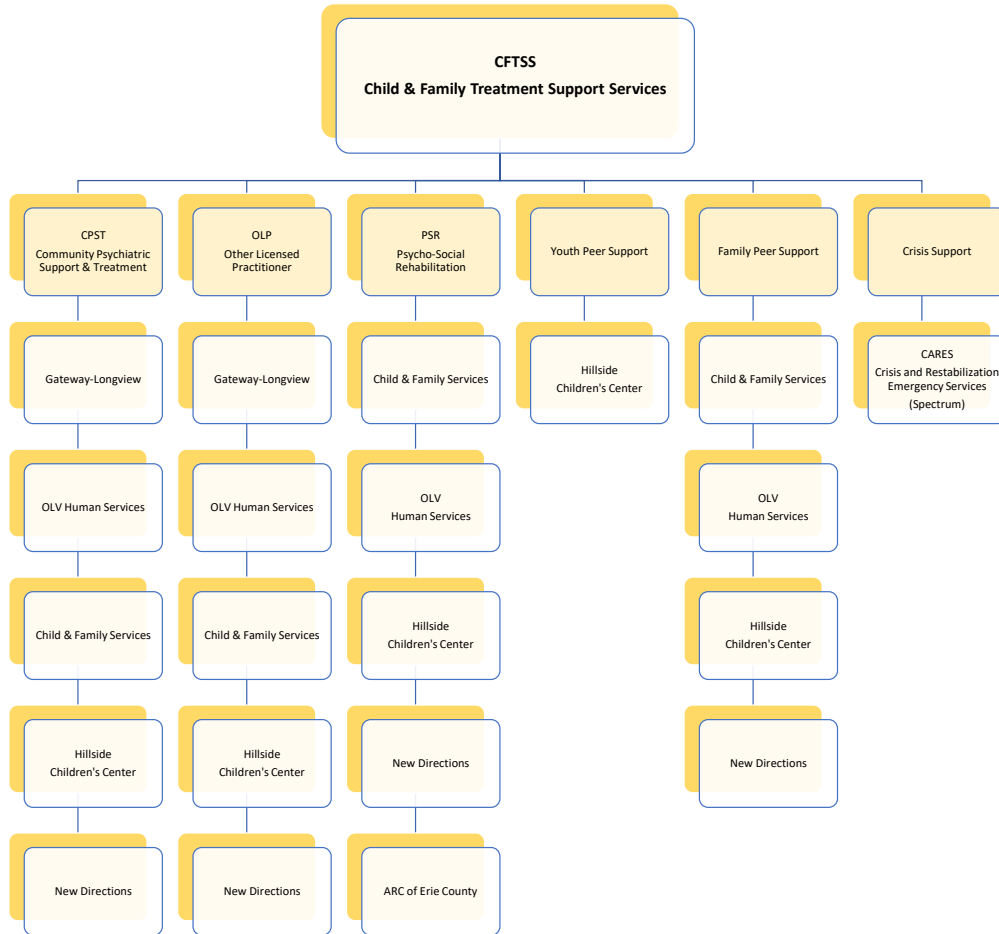 CFTSS
Child & Family Treatment Support Services
CPST
Community Psychiatric
Support & Treatment
OLP
Other Licensed
Practitioner
PSR
Psycho-Social
Rehabilitation
Youth Peer Support
Family Peer Support
Crisis Support
Gateway-Longview
Gateway-Longview
Child & Family Services
Hillside
Children's Center
Child & Family Services
CARES
Crisis and Restabilization
Emergency Services
(Spectrum)
OLV Human Services
OLV Human Services
OLV
Human Services
OLV
Human Services
Child & Family Services
Child & Family Services
Hillside
Children's Center
Hillside
Children's Center
Hillside
Children's Center
Hillside
Children's Center
New Directions
New Directions
New Directions
New Directions
ARC of Erie County